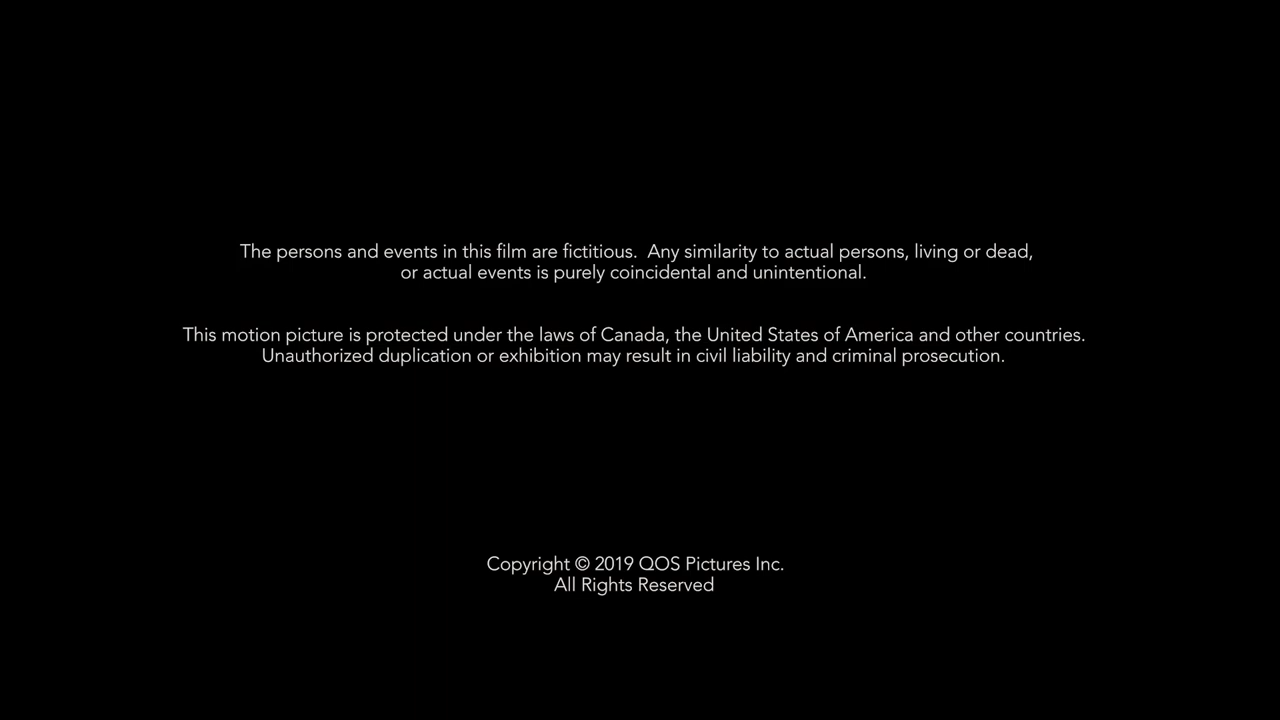 The persons and events in this film are fictitious.  Any similarity to actual persons, living or dead,
or actual events is purely coincidental and unintentional.
This motion picture is protected under the laws of Canada, the United States of America and other countries.
Unauthorized duplication or exhibition may result in civil liability and criminal prosecution.
Copyright © 2019 QOS Pictures Inc.
All Rights Reserved